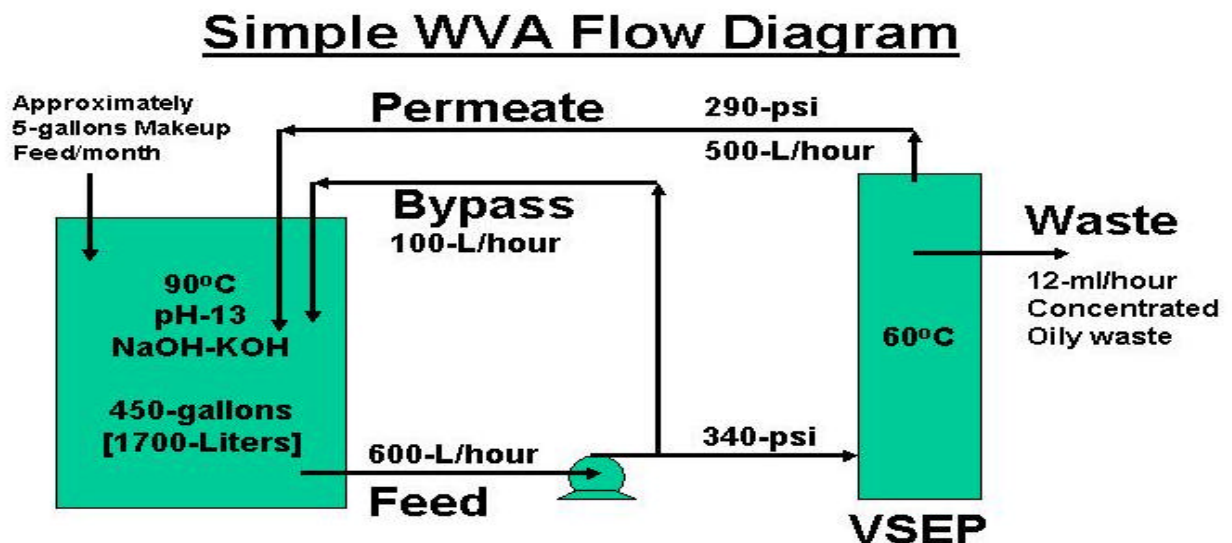 Simple WVA Flow Diagram
Approximately
5-gallons Makeup
Feed/month
Permeate
290-psi
500-L/hour
Bypass
100-L/hour
Waste
12-ml/hour
Concentrated
Oily waste
90°C
pH-13
NaOH-KOH
450-gallons
[1700-Liters]
60°C
600-L/hour
Feed
340-psi
VSEP